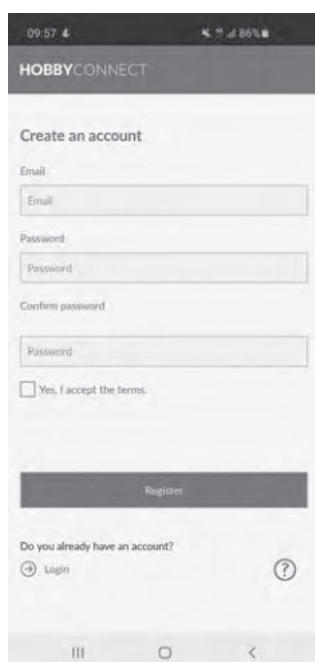 09:57
86%
HOBBYCONNECT
Create an account
Email
Email
Password
Password
Confirm password
Password
Yes, I accept the terms.
Register
Do you already have an account?
Login
?